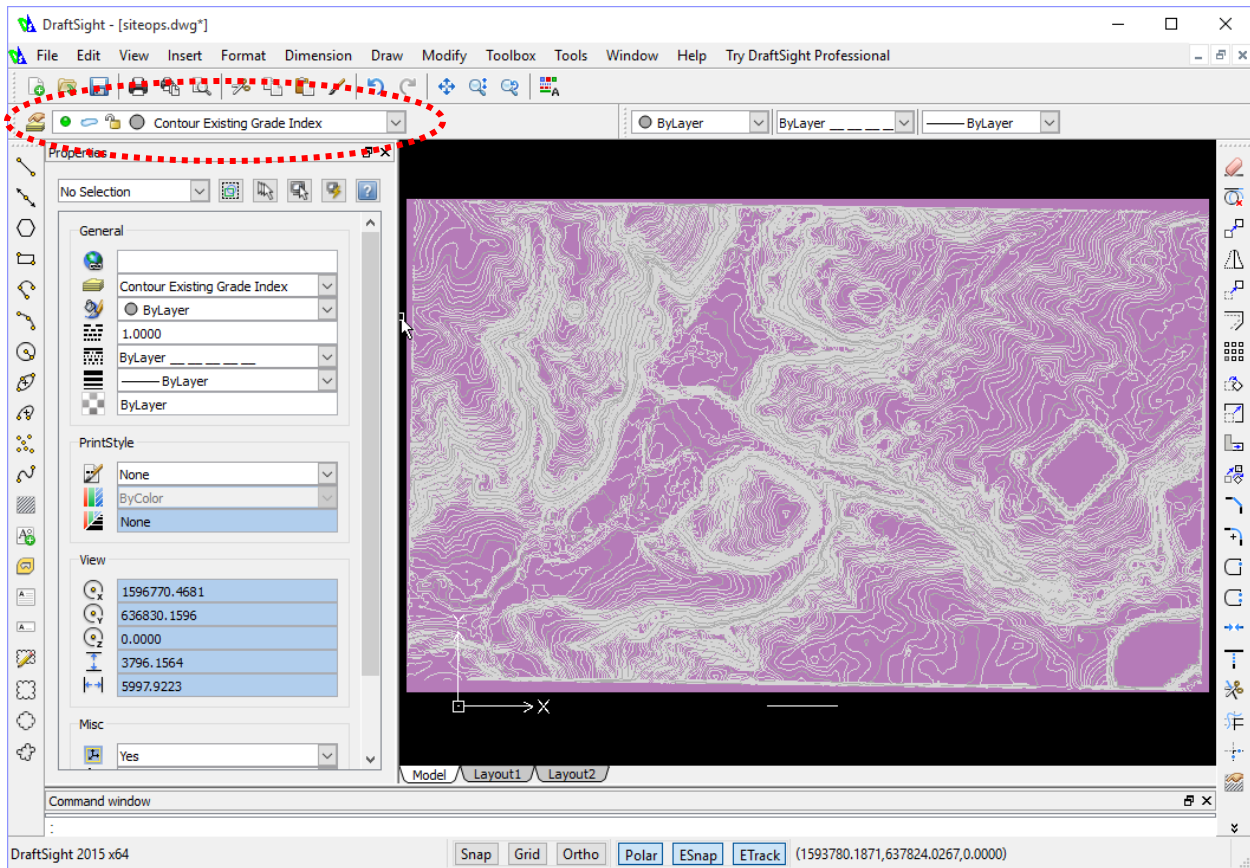 DraftSight - [siteops.dwg*]
File Edit View Insert Format Dimension Draw Modify Toolbox Tools Window Help Try DraftSight Professional
Contour Existing Grade Index
ByLayer
ByLayer
ByLayer
Properties
No Selection
General
Contour Existing Grade Index
ByLayer
1.0000
ByLayer
ByLayer
ByLayer
PrintStyle
None
ByColor
None
View
1596770.4681
636830.1596
0.0000
3796.1564
5997.9223
Misc
Yes
Y
X
Model Layout1 Layout2
Command window
:
DraftSight 2015 x64
Snap Grid Ortho Polar ESnap ETrack (1593780.1871,637824.0267,0.0000)